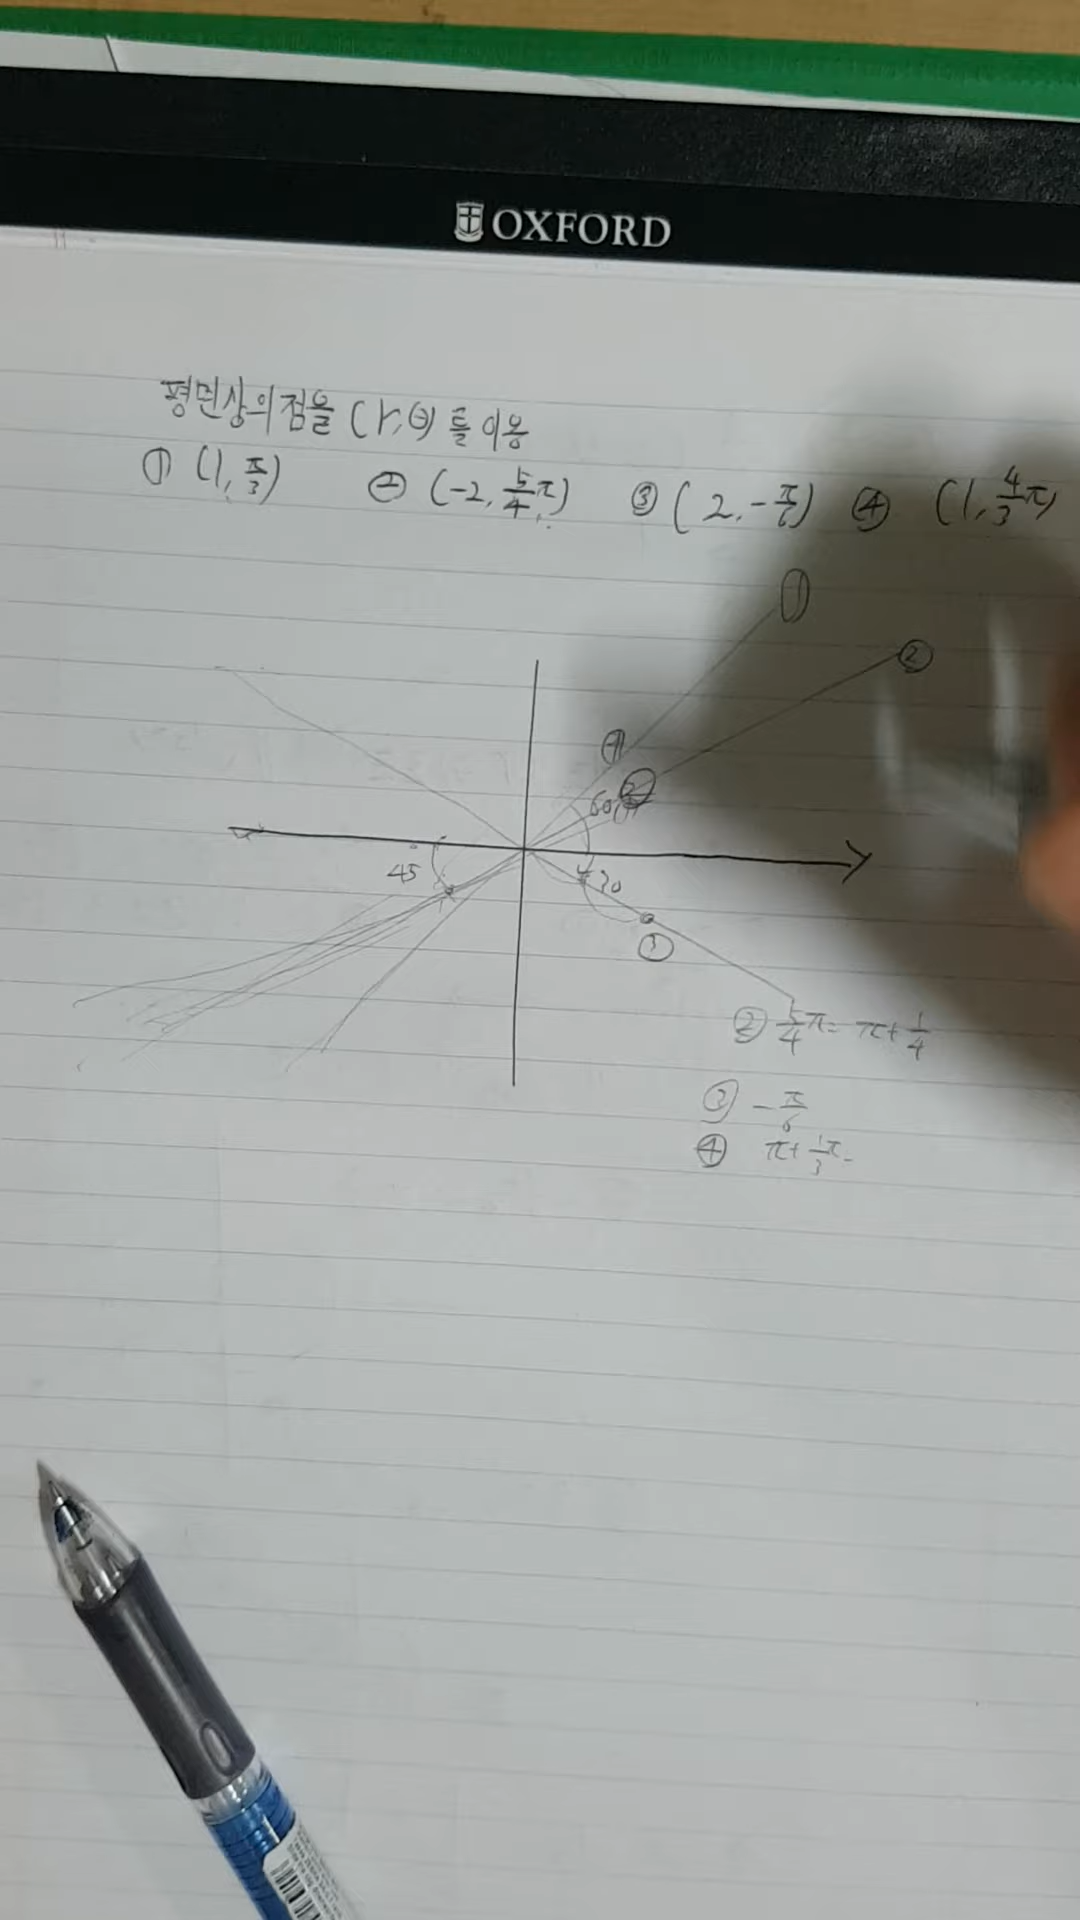 OXFORD
평면상의 점을 (r, θ)를 이용
① (1, π/3) ② (-2, 5/4π) ③ (2, -π/6) ④ (1, 4/3π)
①
②
④
②
60
45
30
③
② 5/4π = π+1/4
③ -π/6
④ π+1/3π